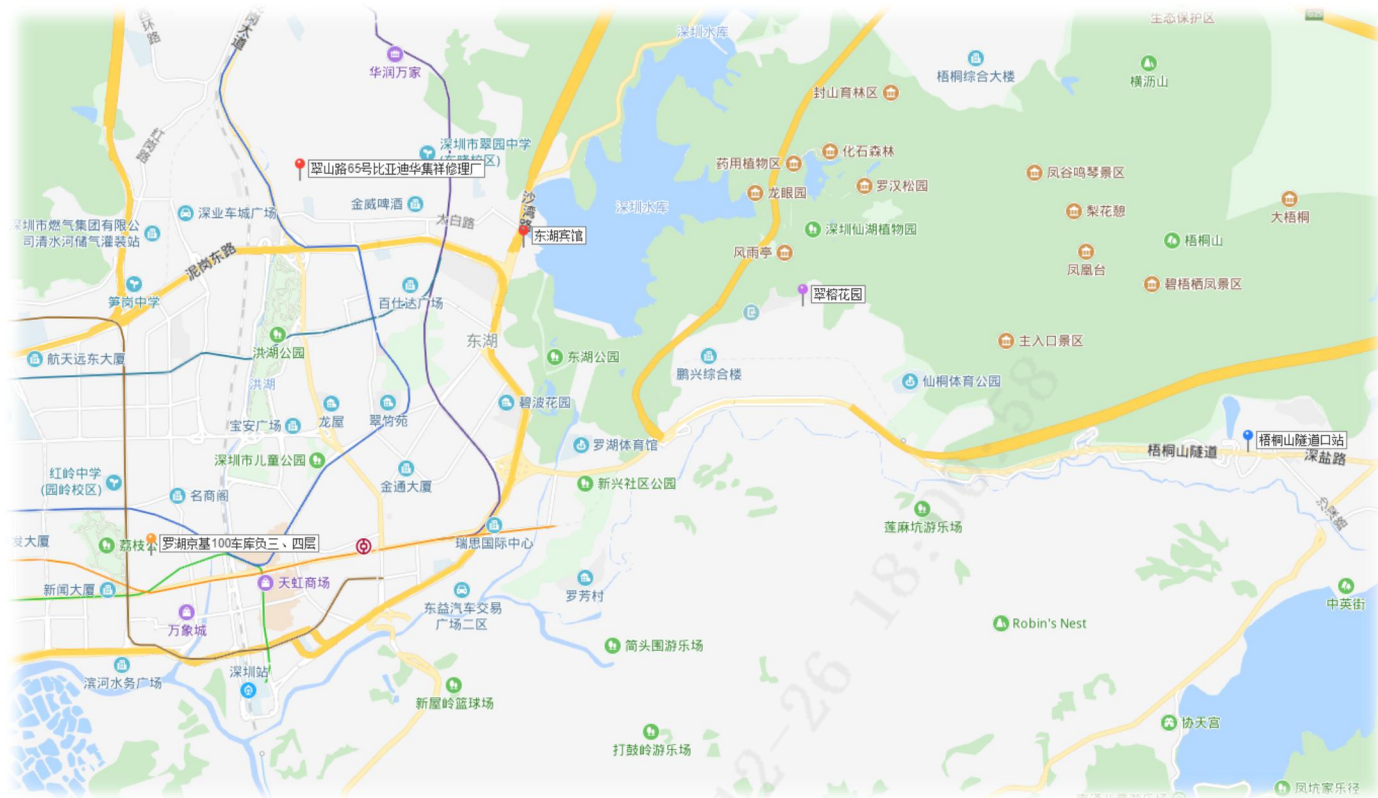 生态保护区
深圳水库
华润万家
梧桐综合大楼
横沥山
封山育林区
红岗路
深圳市翠园中学
化石森林
药用植物区
翠山路65号比亚迪华集祥修理厂
凤谷鸣琴景区
罗汉松园
龙眼园
金威啤酒
沙湾路
深圳水库
大梧桐
深业车城广场
太白路
梨花憩
深圳市燃气集团有限公
司清水河储气灌装站
东湖宾馆
深圳仙湖植物园
梧桐山
泥岗东路
风雨亭
凤凰台
百仕达广场
翠榕花园
碧梧栖凤景区
笋岗中学
东湖
主入口景区
洪湖公园
航天远东大厦
东湖公园
鹏兴综合楼
洪湖
仙桐体育公园
碧波花园
龙屋
翠竹苑
宝安广场
罗湖体育馆
梧桐山隧道口站
梧桐山隧道
深盐路
深圳市儿童公园
红岭中学
(园岭校区)
金通大厦
新兴社区公园
名商阁
莲麻坑游乐场
发大厦
荔枝公
罗湖京基100车库负三、四层
瑞思国际中心
天虹商场
新闻大厦
罗芳村
中英街
东益汽车交易
广场二区
万象城
Robin's Nest
简头围游乐场
深圳站
滨河水务广场
新屋岭篮球场
协天宫
打鼓岭游乐场
凤坑家乐径
18:06:58